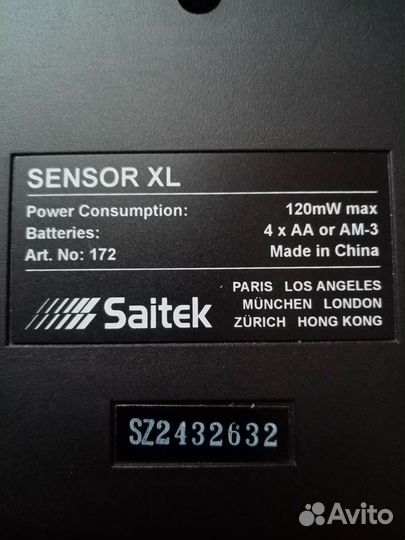 SENSOR XL
Power Consumption: 120mW max
Batteries: 4 x AA or AM-3
Art. No: 172 Made in China
Saitek
PARIS LOS ANGELES
MÜNCHEN LONDON
ZÜRICH HONG KONG
SZ2432632
Avito